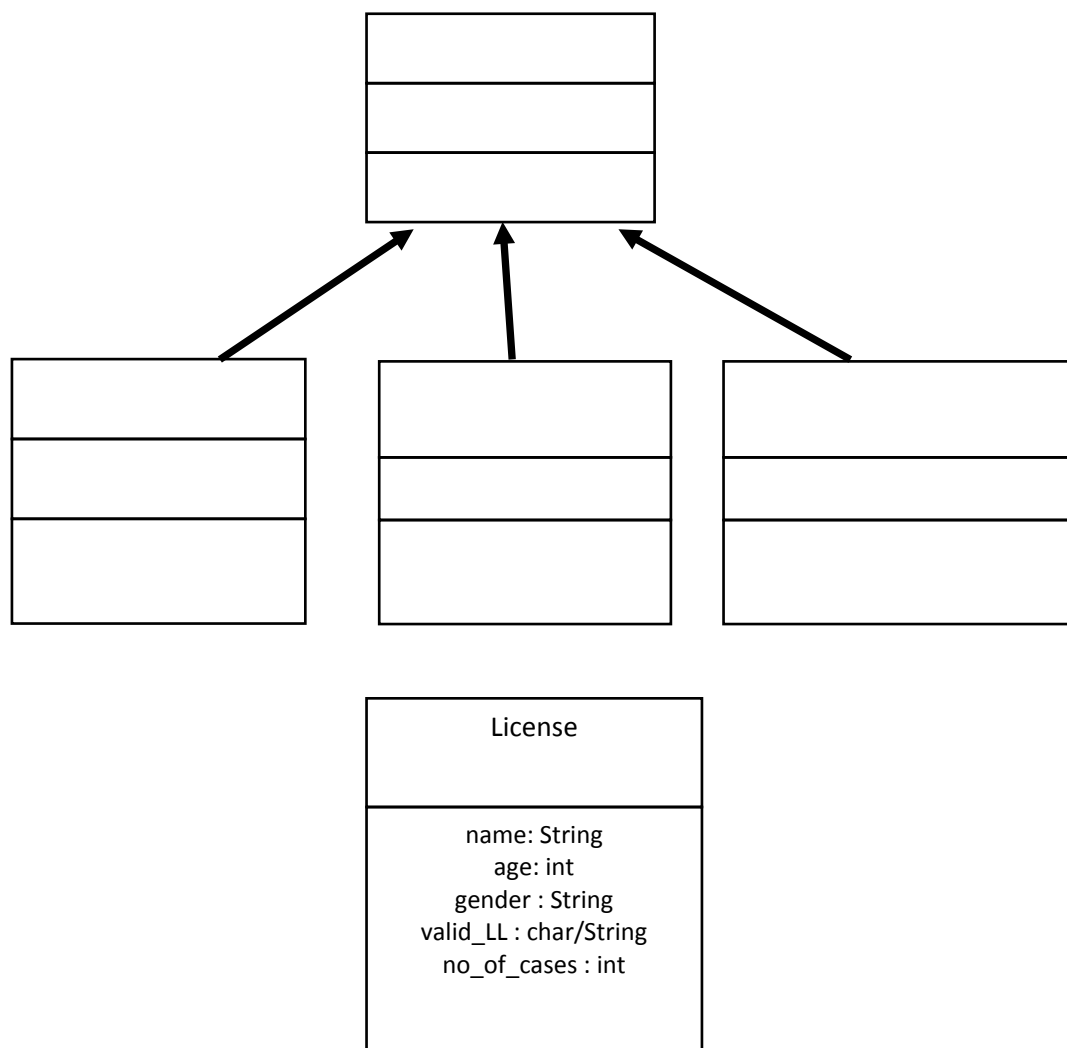 License
name: String
age: int
gender : String
valid_LL : char/String
no_of_cases : int